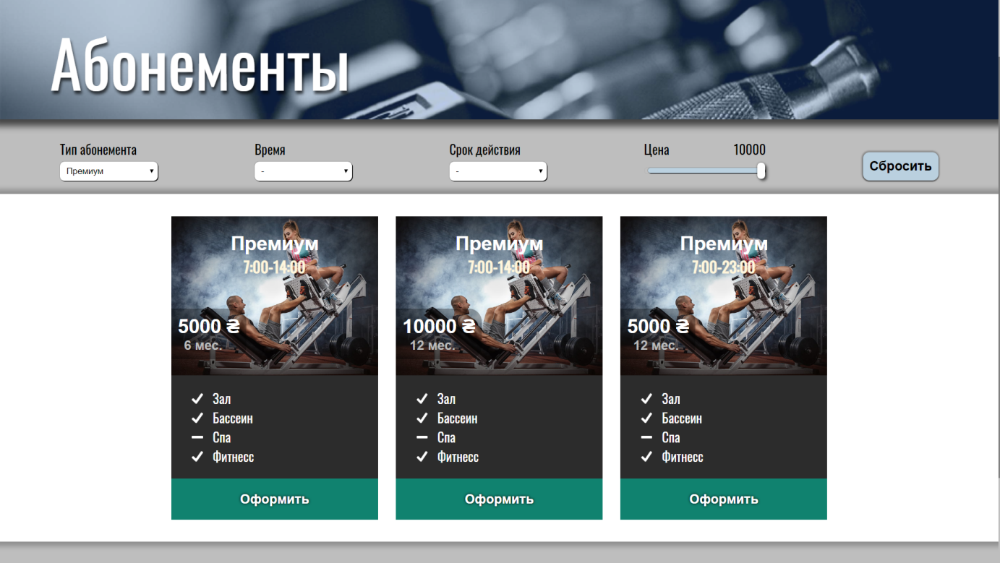 Абонементы
Тип абонемента
Время
Срок действия
Цена
10000
Премиум
-
-
Сбросить
Премиум
7:00-14:00
5000 ₴
6 мес.
Зал
Бассеин
Спа
Фитнесс
Оформить
Премиум
7:00-14:00
10000 ₴
12 мес.
Зал
Бассеин
Спа
Фитнесс
Оформить
Премиум
7:00-23:00
5000 ₴
12 мес.
Зал
Бассеин
Спа
Фитнесс
Оформить